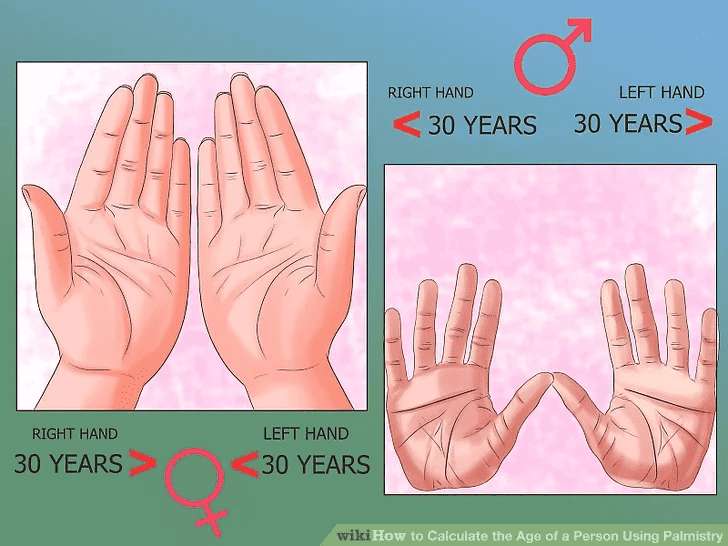 RIGHT HAND
LEFT HAND
< 30 YEARS
30 YEARS >
RIGHT HAND
LEFT HAND
30 YEARS >
< 30 YEARS
wikiHow to Calculate the Age of a Person Using Palmistry